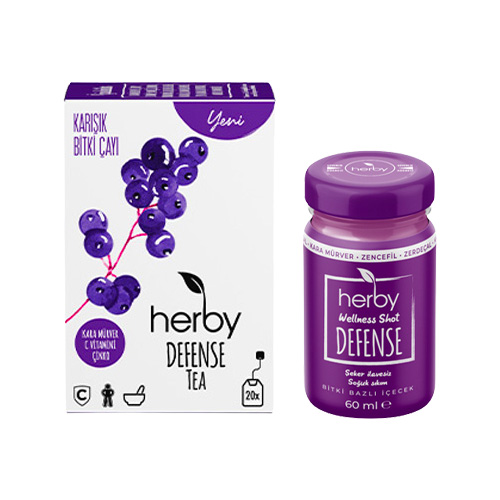 KARIŞIK
BİTKİ ÇAYI
Yeni
KARA MÜRVER
C VİTAMİNİ
ÇİNKO
herby
DEFENSE
TEA
C
20x
herby
KARA MÜRVER • ZENCEFİL • ZERDEÇAL
herby
Wellness Shot
DEFENSE
Şeker ilavesiz
Soğuk sıkım
BİTKİ BAZLI İÇECEK
60 ml e